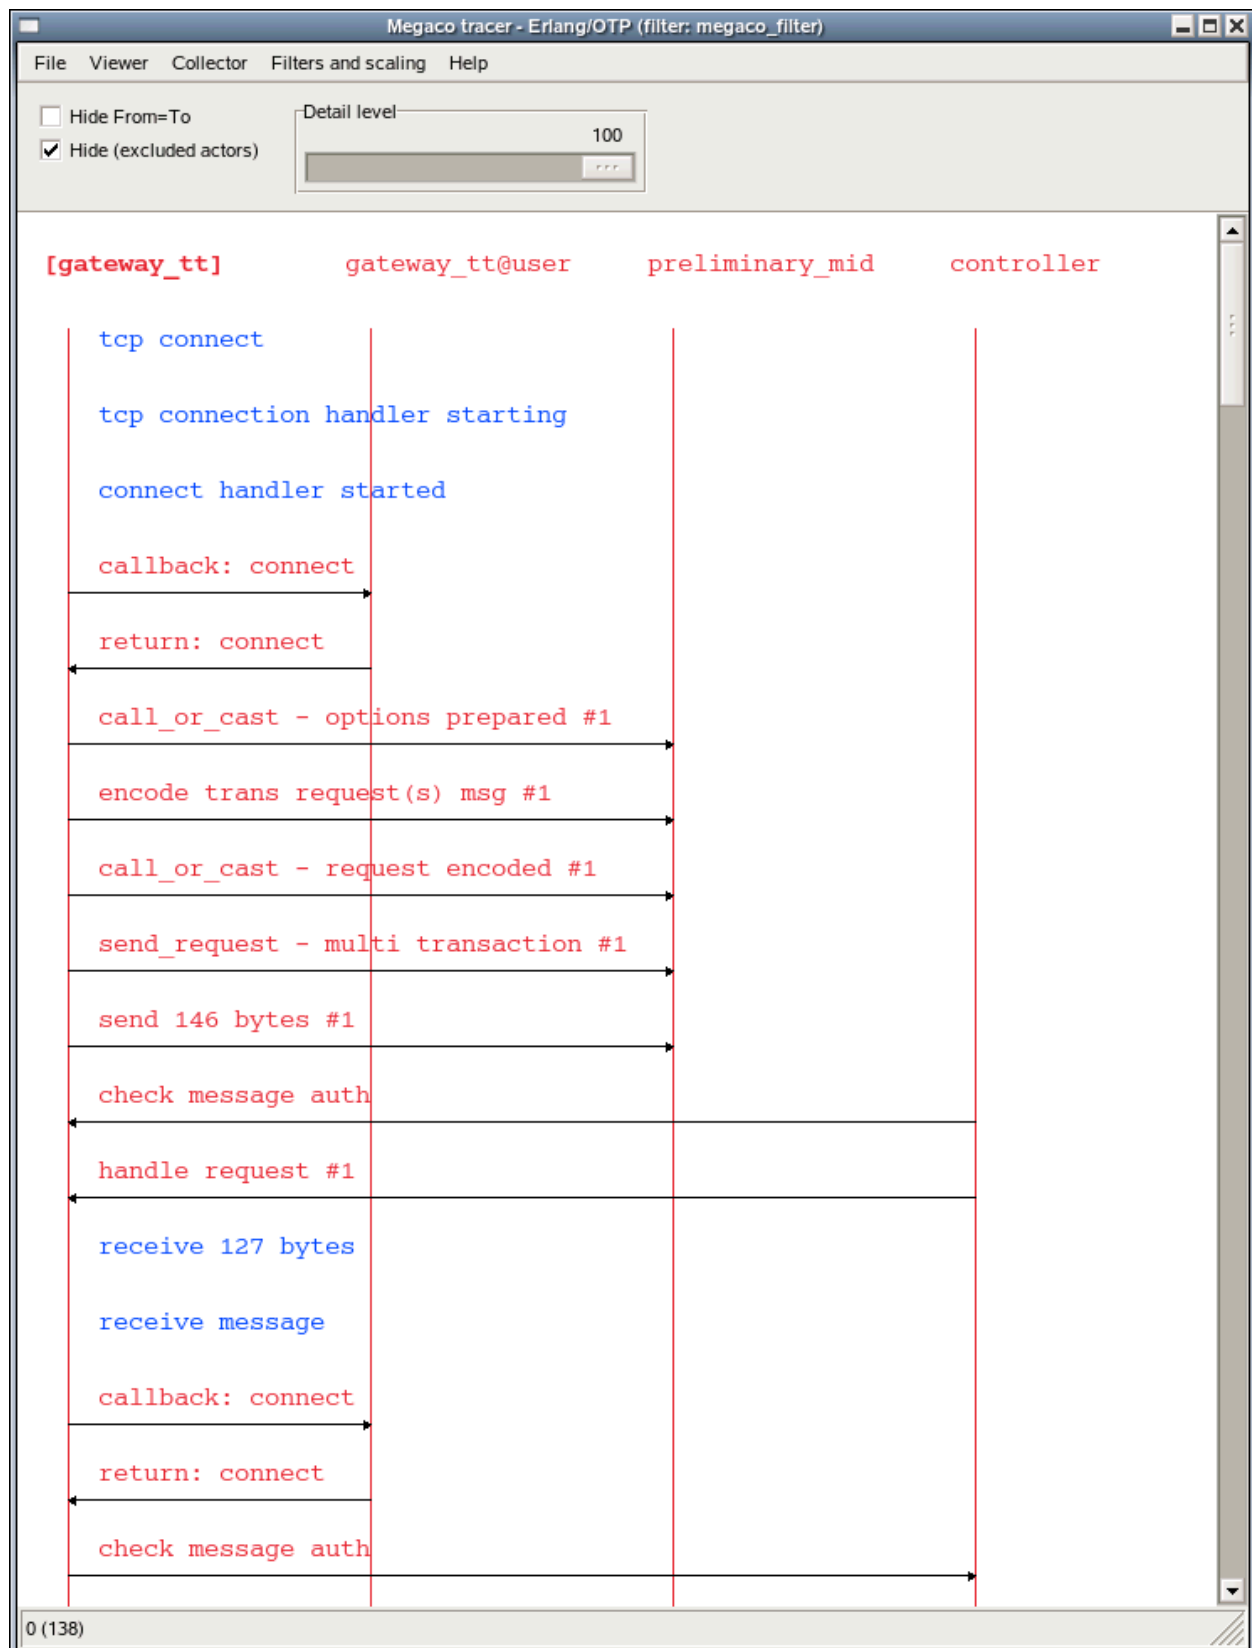 Megaco tracer - Erlang/OTP (filter: megaco_filter)
File Viewer Collector Filters and scaling Help
Hide From=To
Hide (excluded actors)
Detail level
100
[gateway_tt] gateway_tt@user preliminary_mid controller
tcp connect
tcp connection handler starting
connect handler started
callback: connect
return: connect
call_or_cast - options prepared #1
encode trans request(s) msg #1
call_or_cast - request encoded #1
send_request - multi transaction #1
send 146 bytes #1
check message auth
handle request #1
receive 127 bytes
receive message
callback: connect
return: connect
check message auth
0 (138)